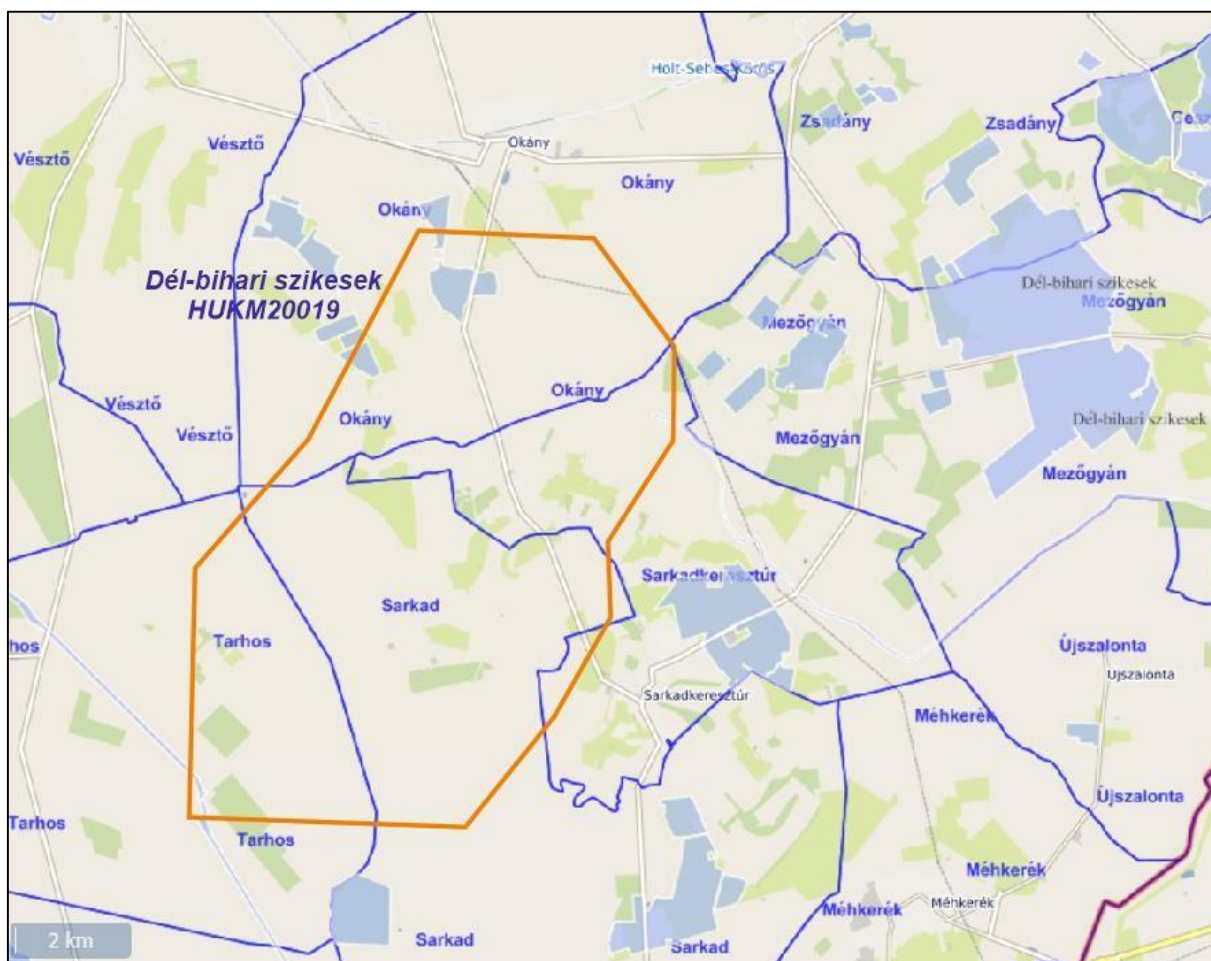 Holt-Sebes-Körös
Zsadány
Zsadány
Vésztő
Vésztő
Okány
Okány
Okány
Dél-bihari szikesek
HUKM20019
Dél-bihari szikesek
Mezőgyán
Mezőgyán
Okány
Vésztő
Okány
Vésztő
Dél-bihari szikesek
Mezőgyán
Mezőgyán
Sarkadkeresztúr
Sarkad
Tarhos
hos
Újszalonta
Újszalonta
Sarkadkeresztúr
Méhkerék
Újszalonta
Tarhos
Tarhos
Méhkerék
Méhkerék
Méhkerék
2 km
Sarkad
Sarkad